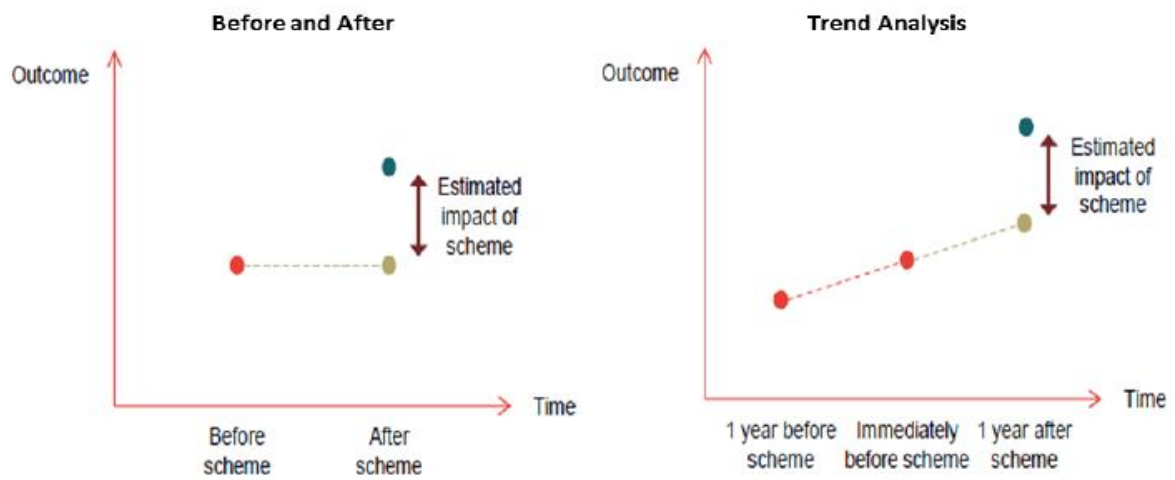 Before and After
Outcome
Estimated
impact of
scheme
Time
Before
scheme
After
scheme
Trend Analysis
Outcome
Estimated
impact of
scheme
Time
1 year before
scheme
Immediately
before scheme
1 year after
scheme